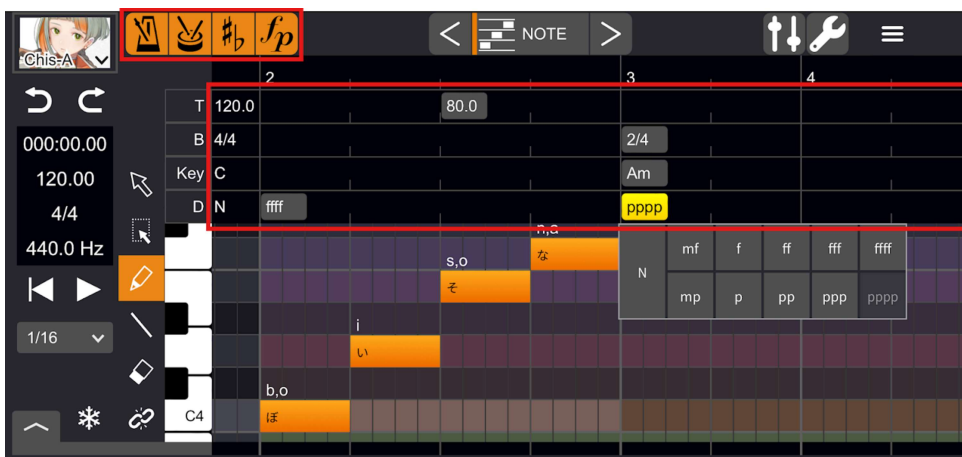 NOTE
Chis-A
2 3 4
T 120.0 80.0
B 4/4 2/4
Key C Am
D N ffff pppp
000:00.00
120.00
4/4
440.0 Hz
1/16
N mf f ff fff ffff
mp p pp ppp pppp
n,a
な
s,o
そ
i
い
b,o
ぼ
C4